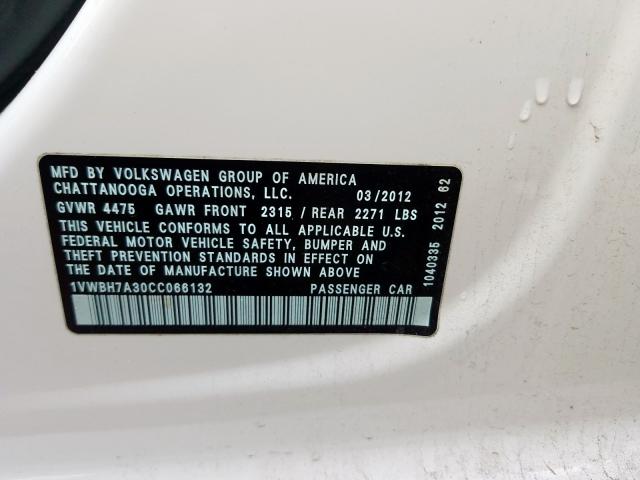 MFD BY VOLKSWAGEN GROUP OF AMERICA
CHATTANOOGA OPERATIONS, LLC. 03/2012
GVWR 4475 GAWR FRONT 2315 / REAR 2271 LBS
THIS VEHICLE CONFORMS TO ALL APPLICABLE U.S.
FEDERAL MOTOR VEHICLE SAFETY, BUMPER AND
THEFT PREVENTION STANDARDS IN EFFECT ON
THE DATE OF MANUFACTURE SHOWN ABOVE
1VWBH7A30CC066132 PASSENGER CAR
1040335 2012 62